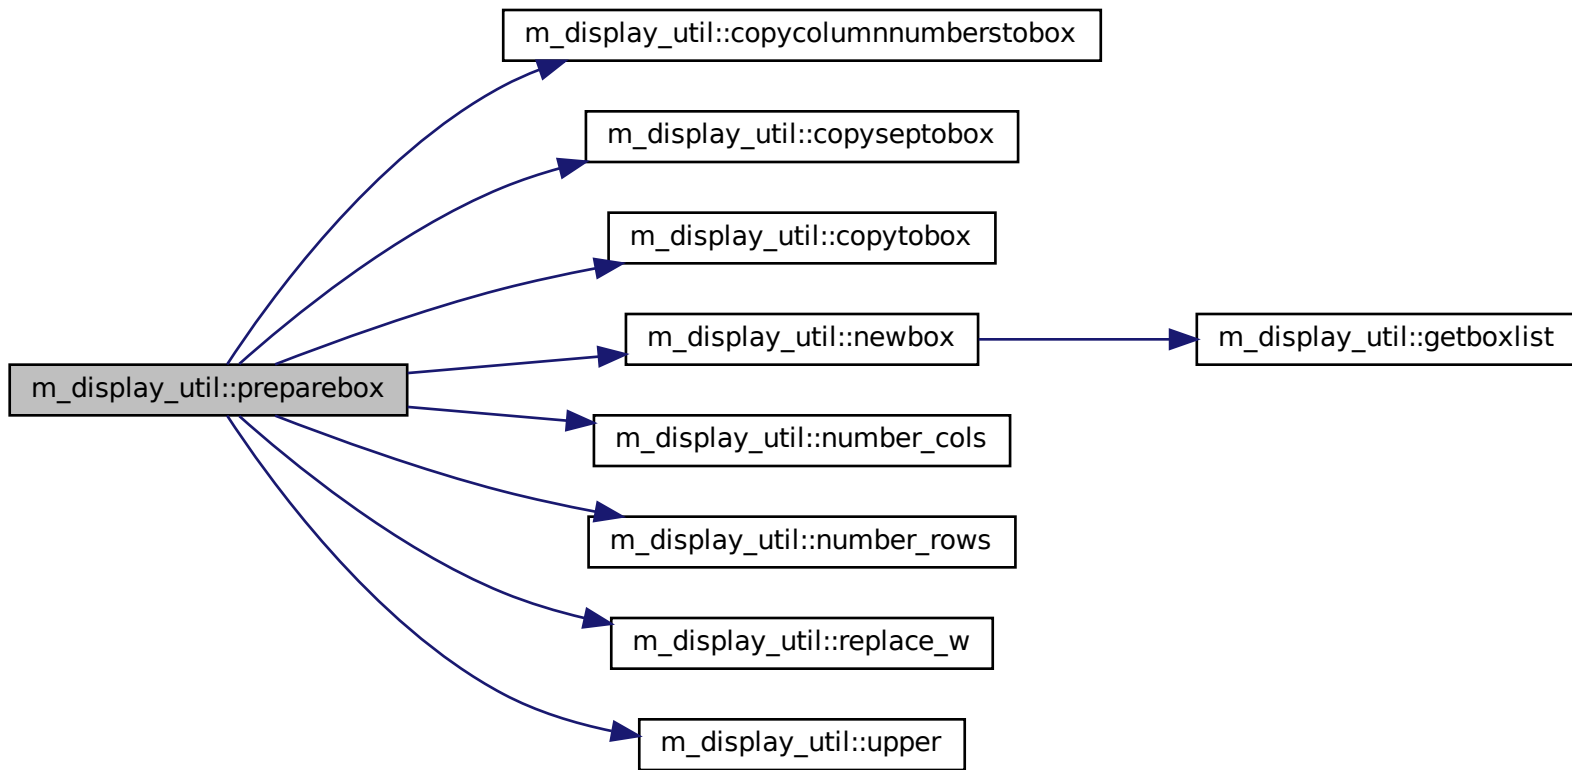 m_display_util::copycolumnnumberstobox
m_display_util::copyseptobox
m_display_util::copytobox
m_display_util::newbox
m_display_util::getboxlist
m_display_util::preparebox
m_display_util::number_cols
m_display_util::number_rows
m_display_util::replace_w
m_display_util::upper